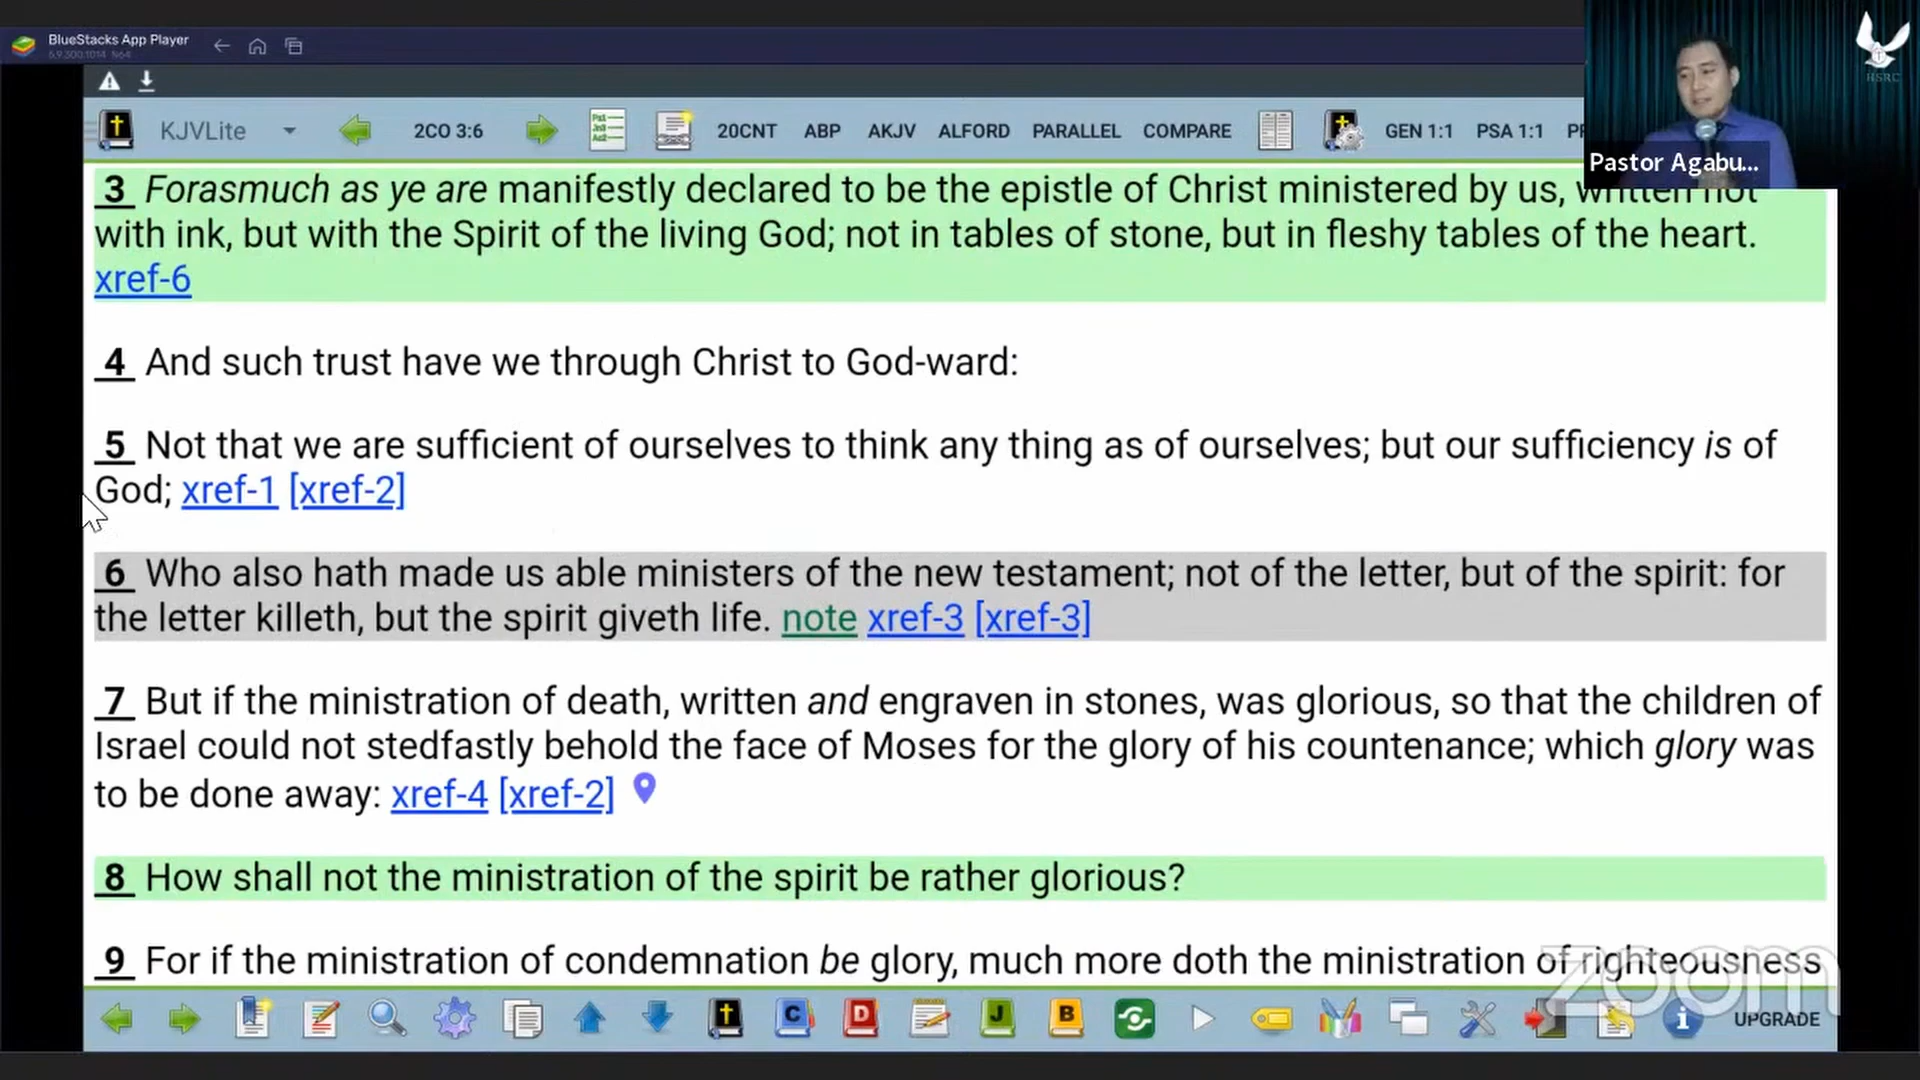 BlueStacks App Player
5.9.300.1014 N64
HSRC
KJVLite
2CO 3:6
20CNT ABP AKJV ALFORD PARALLEL COMPARE
GEN 1:1 PSA 1:1
Pastor Agabu...
3 Forasmuch as ye are manifestly declared to be the epistle of Christ ministered by us, written not
with ink, but with the Spirit of the living God; not in tables of stone, but in fleshy tables of the heart.
xref-6
4 And such trust have we through Christ to God-ward:
5 Not that we are sufficient of ourselves to think any thing as of ourselves; but our sufficiency is of
God; xref-1 [xref-2]
6 Who also hath made us able ministers of the new testament; not of the letter, but of the spirit: for
the letter killeth, but the spirit giveth life. note xref-3 [xref-3]
7 But if the ministration of death, written and engraven in stones, was glorious, so that the children of
Israel could not stedfastly behold the face of Moses for the glory of his countenance; which glory was
to be done away: xref-4 [xref-2]
8 How shall not the ministration of the spirit be rather glorious?
9 For if the ministration of condemnation be glory, much more doth the ministration of righteousness
zoom
C D J B UPGRADE